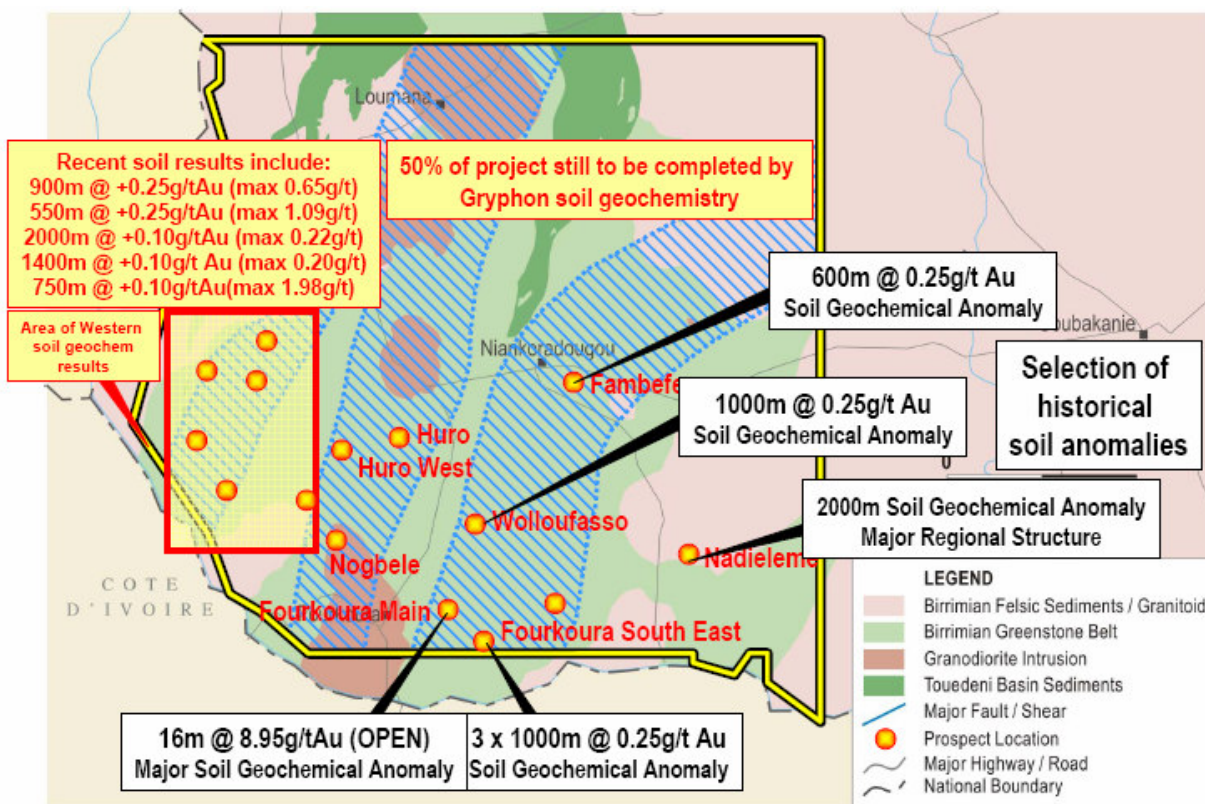 Loumana
Recent soil results include:
900m @ +0.25g/tAu (max 0.65g/t)
550m @ +0.25g/tAu (max 1.09g/t)
2000m @ +0.10g/tAu (max 0.22g/t)
1400m @ +0.10g/t Au (max 0.20g/t)
750m @ +0.10g/tAu(max 1.98g/t)
50% of project still to be completed by
Gryphon soil geochemistry
600m @ 0.25g/t Au
Soil Geochemical Anomaly
Area of Western
soil geochem
results
Niankoradougou
oubakanie
Selection of
historical
soil anomalies
0
Fambefe
1000m @ 0.25g/t Au
Soil Geochemical Anomaly
Huro
Huro West
2000m Soil Geochemical Anomaly
Major Regional Structure
Wolloufasso
Nadieleme
Nogbele
COTE
D'IVOIRE
Fourkoura Main
Fourkoura South East
LEGEND
Birrimian Felsic Sediments / Granitoid
Birrimian Greenstone Belt
Granodiorite Intrusion
Touedeni Basin Sediments
Major Fault / Shear
Prospect Location
Major Highway / Road
National Boundary
16m @ 8.95g/tAu (OPEN)
Major Soil Geochemical Anomaly
3 x 1000m @ 0.25g/t Au
Soil Geochemical Anomaly